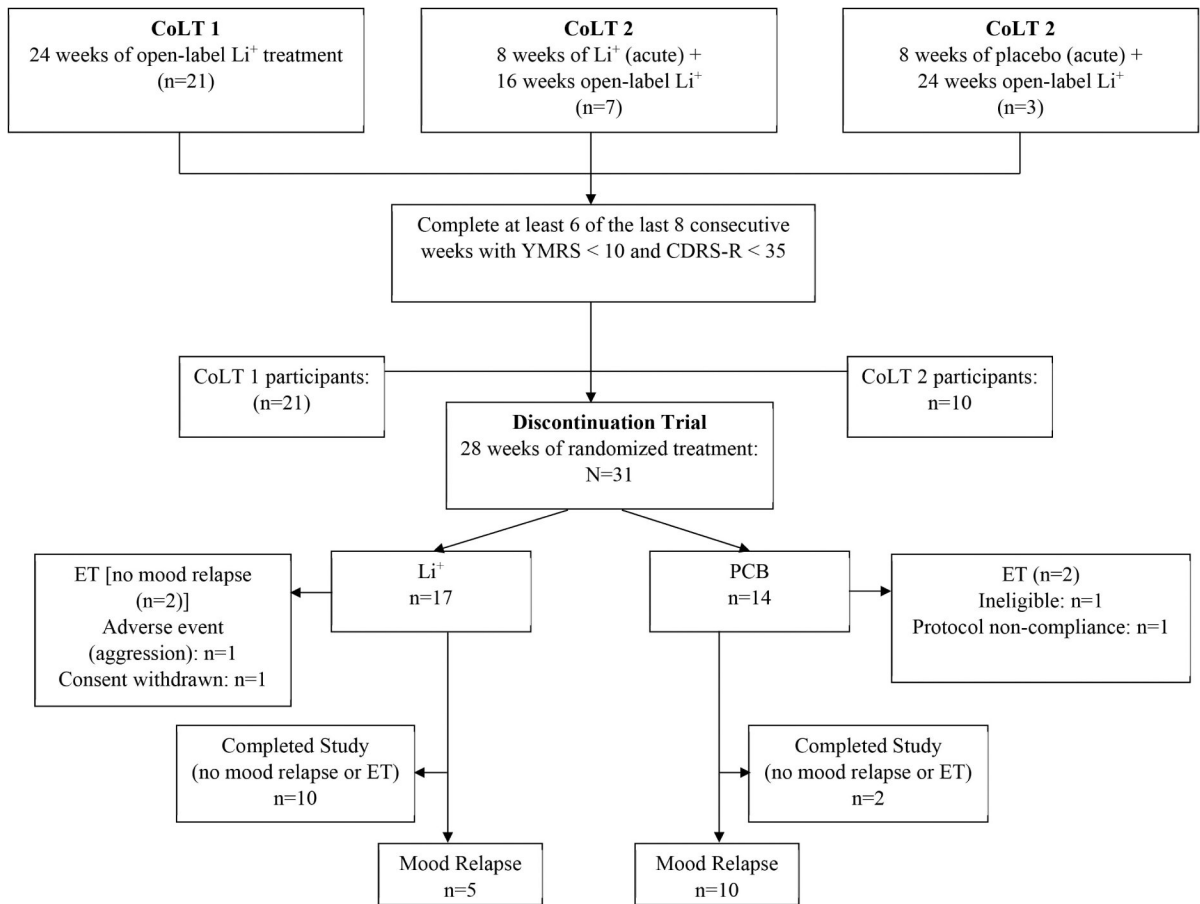 CoLT 1
24 weeks of open-label Li⁺ treatment
(n=21)
CoLT 2
8 weeks of Li⁺ (acute) +
16 weeks open-label Li⁺
(n=7)
CoLT 2
8 weeks of placebo (acute) +
24 weeks open-label Li⁺
(n=3)
Complete at least 6 of the last 8 consecutive
weeks with YMRS < 10 and CDRS-R < 35
CoLT 1 participants:
(n=21)
CoLT 2 participants:
n=10
Discontinuation Trial
28 weeks of randomized treatment:
N=31
ET [no mood relapse
(n=2)]
Adverse event
(aggression): n=1
Consent withdrawn: n=1
Li⁺
n=17
PCB
n=14
ET (n=2)
Ineligible: n=1
Protocol non-compliance: n=1
Completed Study
(no mood relapse or ET)
n=10
Completed Study
(no mood relapse or ET)
n=2
Mood Relapse
n=5
Mood Relapse
n=10